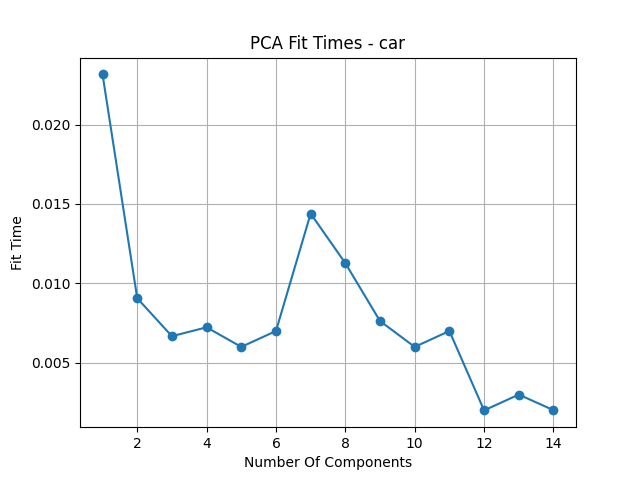 PCA Fit Times - car
0.020
0.015
0.010
0.005
Fit Time
2 4 6 8 10 12 14
Number Of Components